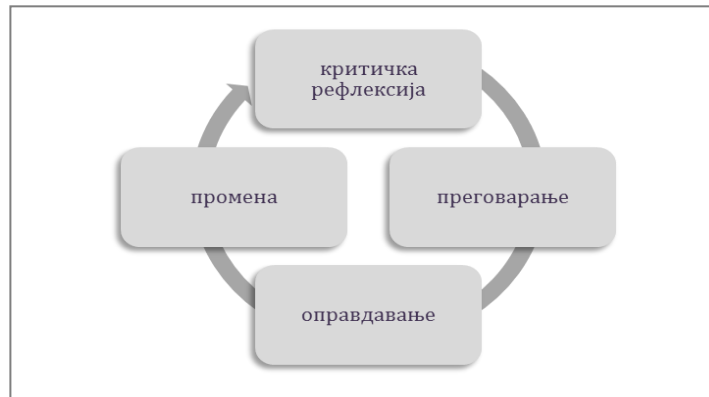 критичка
рефлексија
преговарање
оправдавање
промена